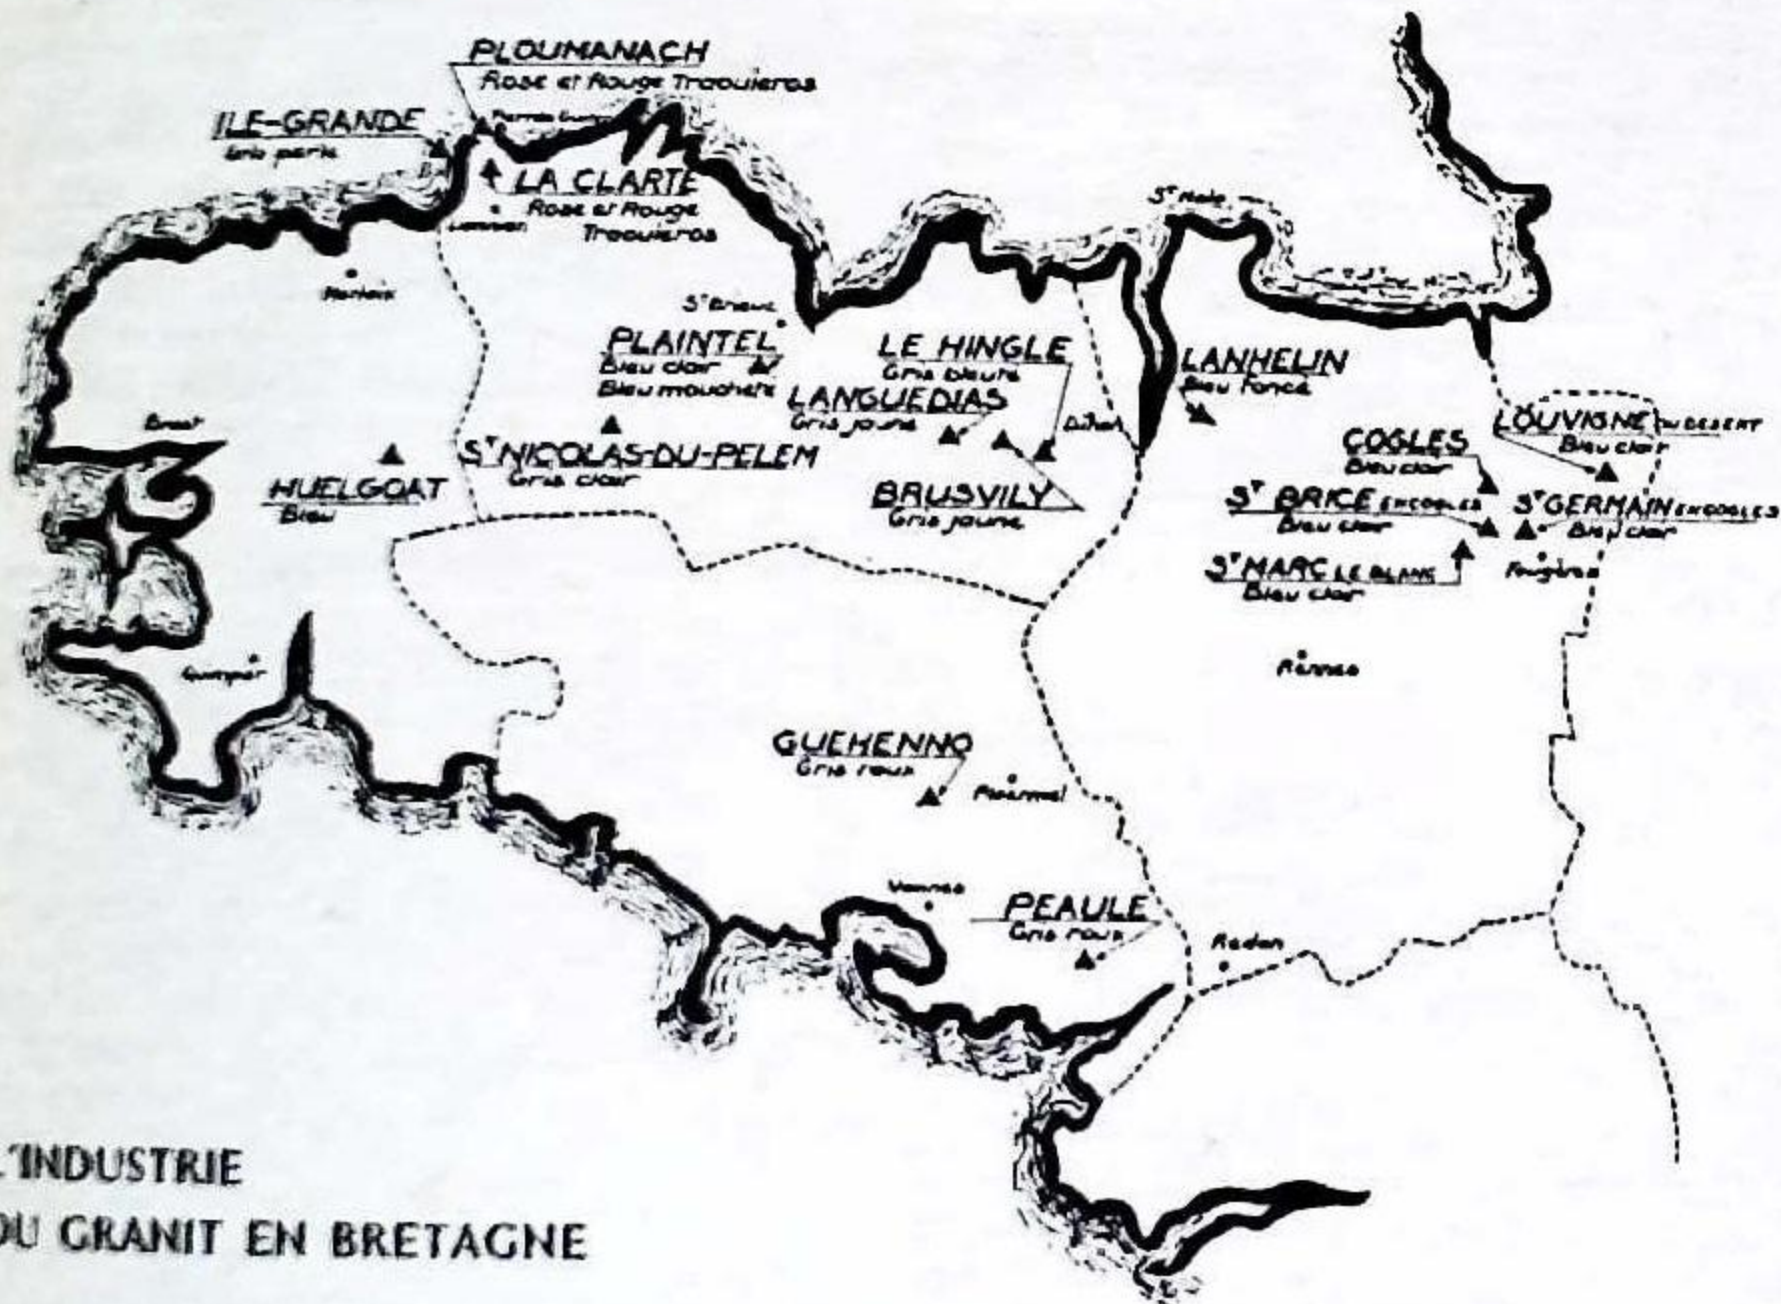 PLOUMANACH
Rose et Rouge Traouieros
ILE-GRANDE
Gris perle
LA CLARTE
Rose et Rouge
Traouieros
Lannion
St Malo
Morlaix
St Brieuc
PLAINTEL
Bleu clair
Bleu moucheté
LE HINGLE
Gris bleuté
LANHELIN
Bleu foncé
LANGUEDIAS
Gris jaune
Dinan
LOUVIGNE DU DESERT
Bleu clair
COGLES
Bleu clair
Brest
ST NICOLAS-DU-PELEM
Gris clair
HUELGOAT
Bleu
BRUSVILY
Gris jaune
ST BRICE EN COGLES
Bleu clair
ST GERMAIN EN COGLES
Bleu clair
ST MARC LE BLANC
Bleu clair
Fougères
Quimper
Rennes
GUEHENNO
Gris roux
Ploërmel
Vannes
PEAULE
Gris roux
Redon
L'INDUSTRIE
DU GRANIT EN BRETAGNE